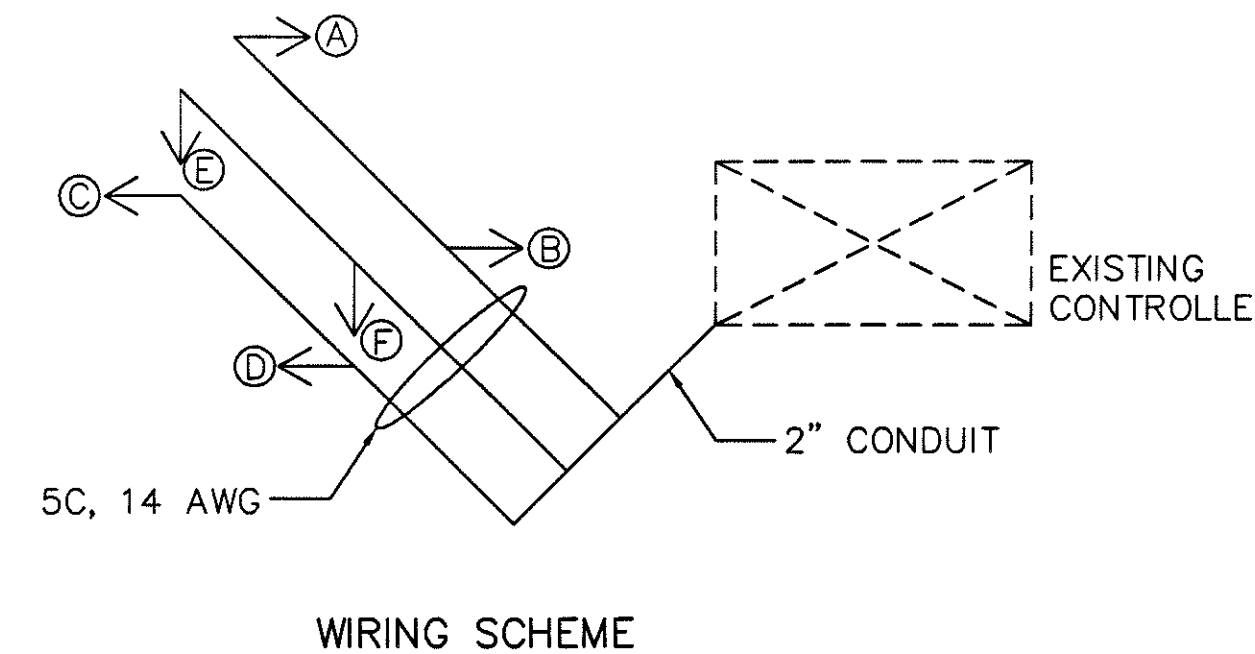 A
E
C
B
EXISTING
CONTROLLE
F
D
2" CONDUIT
5C, 14 AWG
WIRING SCHEME